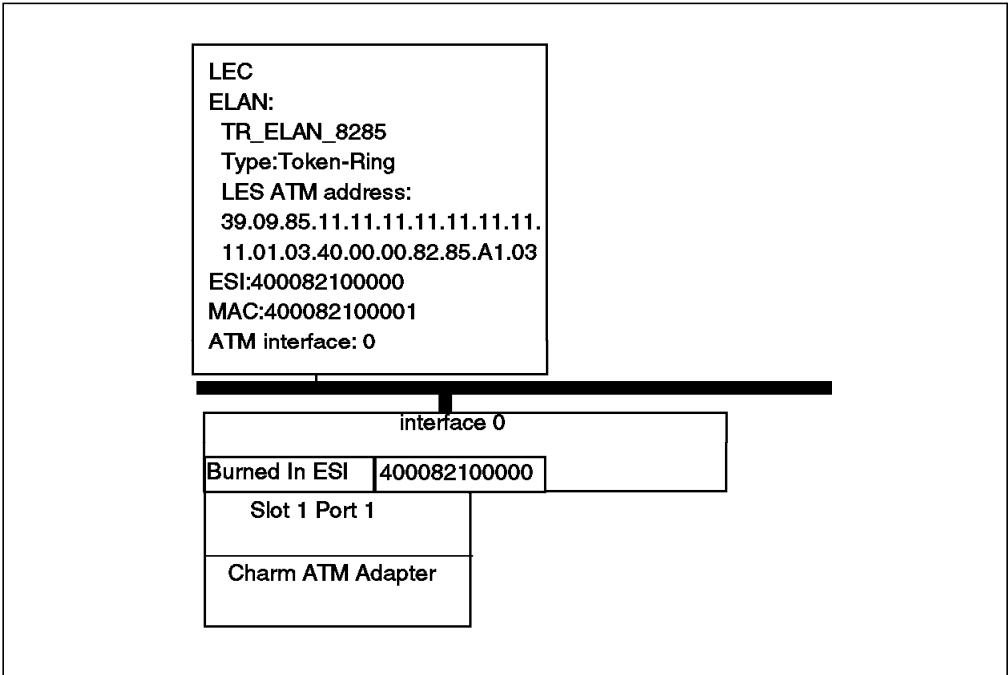 LEC
ELAN:
TR_ELAN_8285
Type:Token-Ring
LES ATM address:
39.09.85.11.11.11.11.11.11.11.
11.01.03.40.00.00.82.85.A1.03
ESI:400082100000
MAC:400082100001
ATM interface: 0
interface 0
Burned In ESI 400082100000
Slot 1 Port 1
Charm ATM Adapter